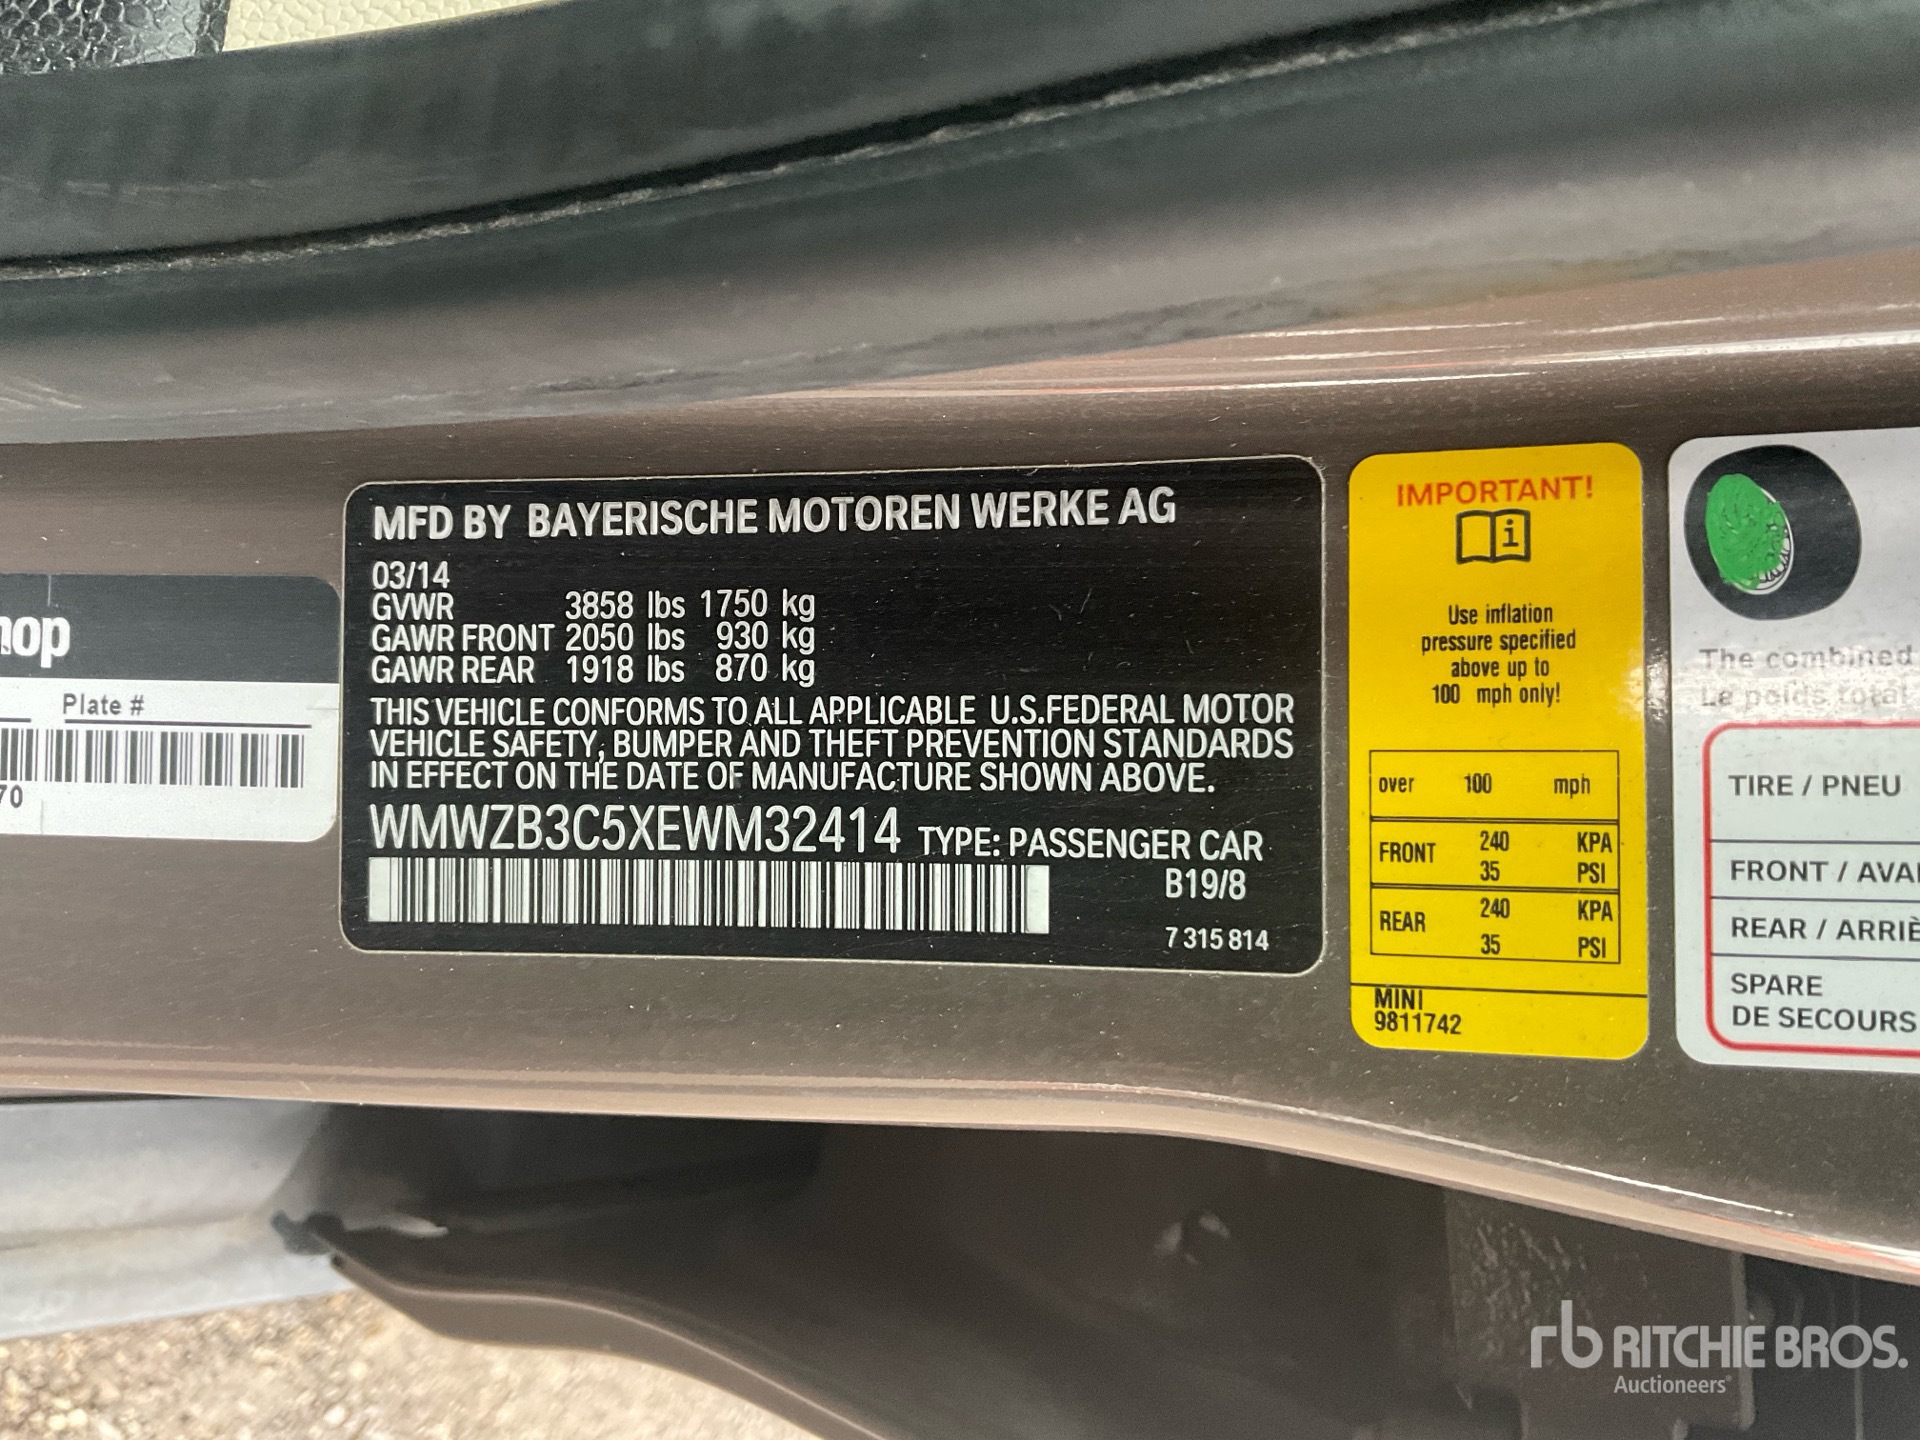 Plate #
70
MFD BY BAYERISCHE MOTOREN WERKE AG
03/14
GVWR 3858 lbs 1750 kg
GAWR FRONT 2050 lbs 930 kg
GAWR REAR 1918 lbs 870 kg
THIS VEHICLE CONFORMS TO ALL APPLICABLE U.S.FEDERAL MOTOR
VEHICLE SAFETY, BUMPER AND THEFT PREVENTION STANDARDS
IN EFFECT ON THE DATE OF MANUFACTURE SHOWN ABOVE.
WMWZB3C5XEWM32414 TYPE: PASSENGER CAR
B19/8
7 315 814
IMPORTANT!
i
Use inflation
pressure specified
above up to
100 mph only!
over 100 mph
FRONT 240 KPA
35 PSI
REAR 240 KPA
35 PSI
MINI
9811742
The combined
Le poids total
TIRE / PNEU
FRONT / AVA
REAR / ARRIÈ
SPARE
DE SECOURS
rb RITCHIE BROS.
Auctioneers